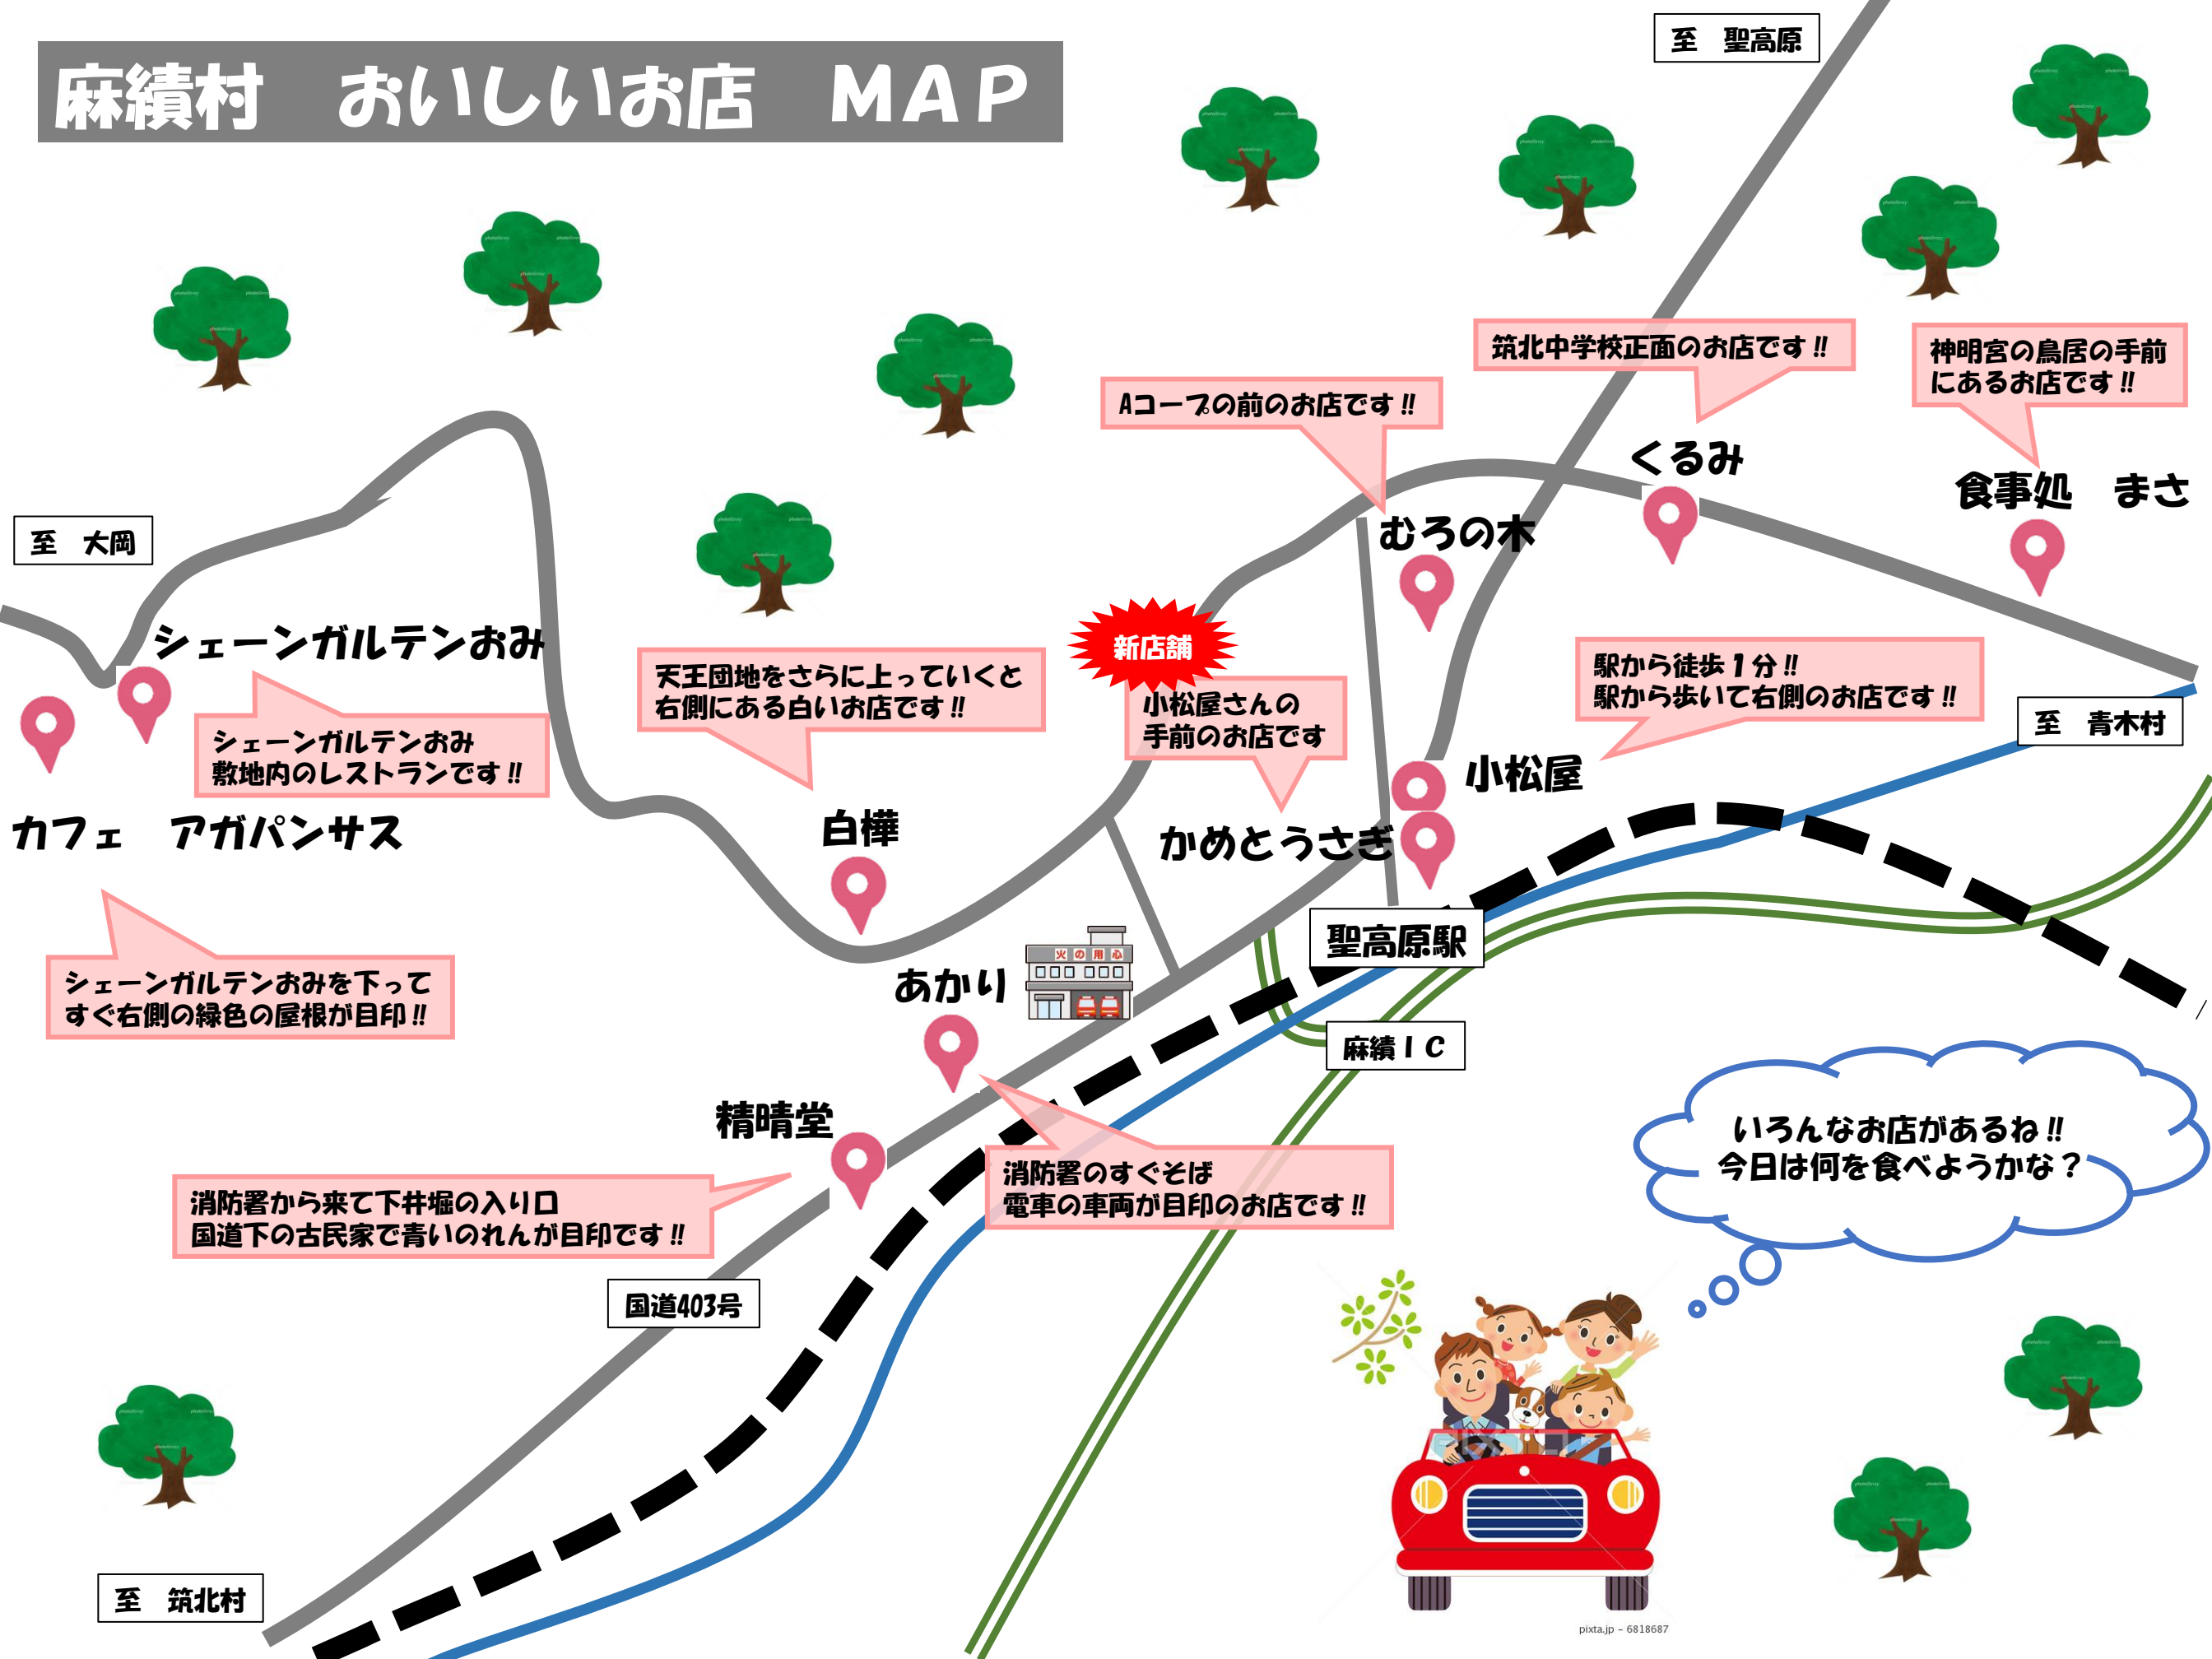 麻績村　おいしいお店　ＭＡＰ
至　聖高原
筑北中学校正面のお店です‼
神明宮の鳥居の手前
にあるお店です‼
Aコープの前のお店です‼
くるみ
食事処　まさ
むろの木
至　大岡
シェーンガルテンおみ
シェーンガルテンおみ
敷地内のレストランです‼
天王団地をさらに上っていくと
右側にある白いお店です‼
新店舗
小松屋さんの
手前のお店です
駅から徒歩１分‼
駅から歩いて右側のお店です‼
至　青木村
小松屋
カフェ　アガパンサス
白樺
かめとうさぎ
聖高原駅
シェーンガルテンおみを下って
すぐ右側の緑色の屋根が目印‼
あかり
火の用心
麻績ＩＣ
精晴堂
消防署のすぐそば
電車の車両が目印のお店です‼
消防署から来て下井堀の入り口
国道下の古民家で青いのれんが目印です‼
国道403号
いろんなお店があるね‼
今日は何を食べようかな？
至　筑北村
pixta.jp - 6818687